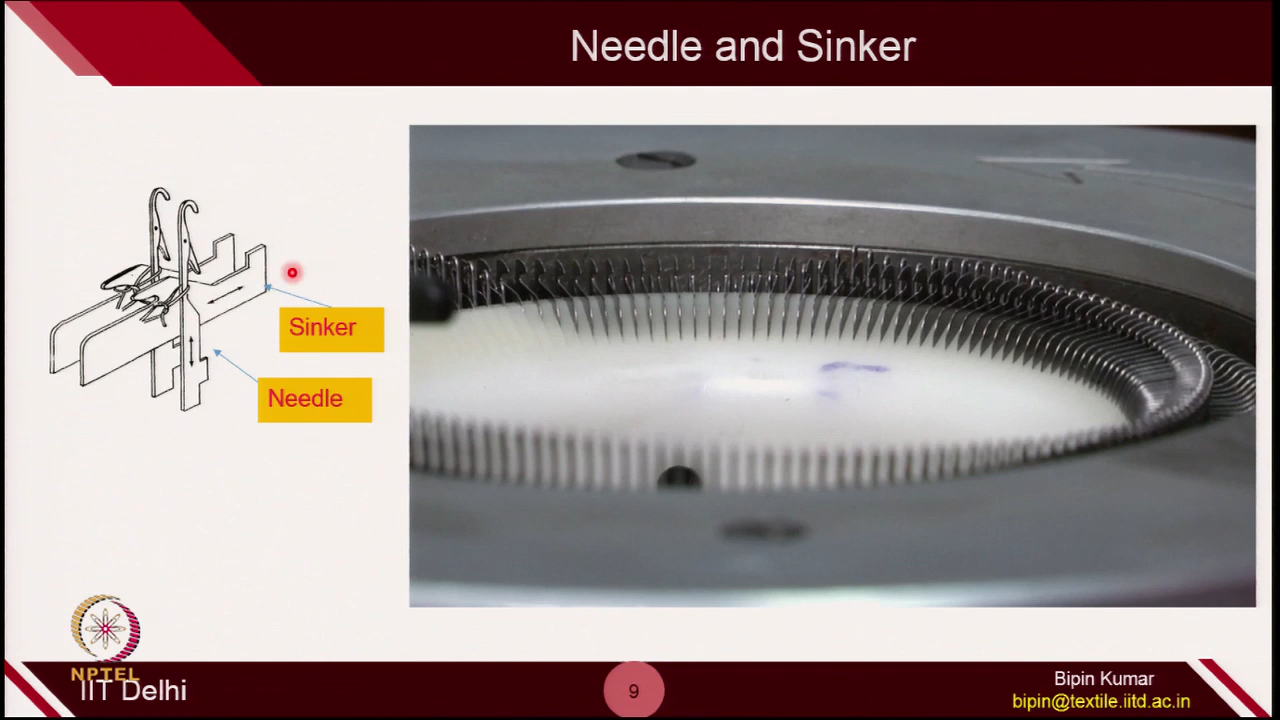 Needle and Sinker
Sinker
Needle
NPTEL
IIT Delhi
9
Bipin Kumar
bipin@textile.iitd.ac.in